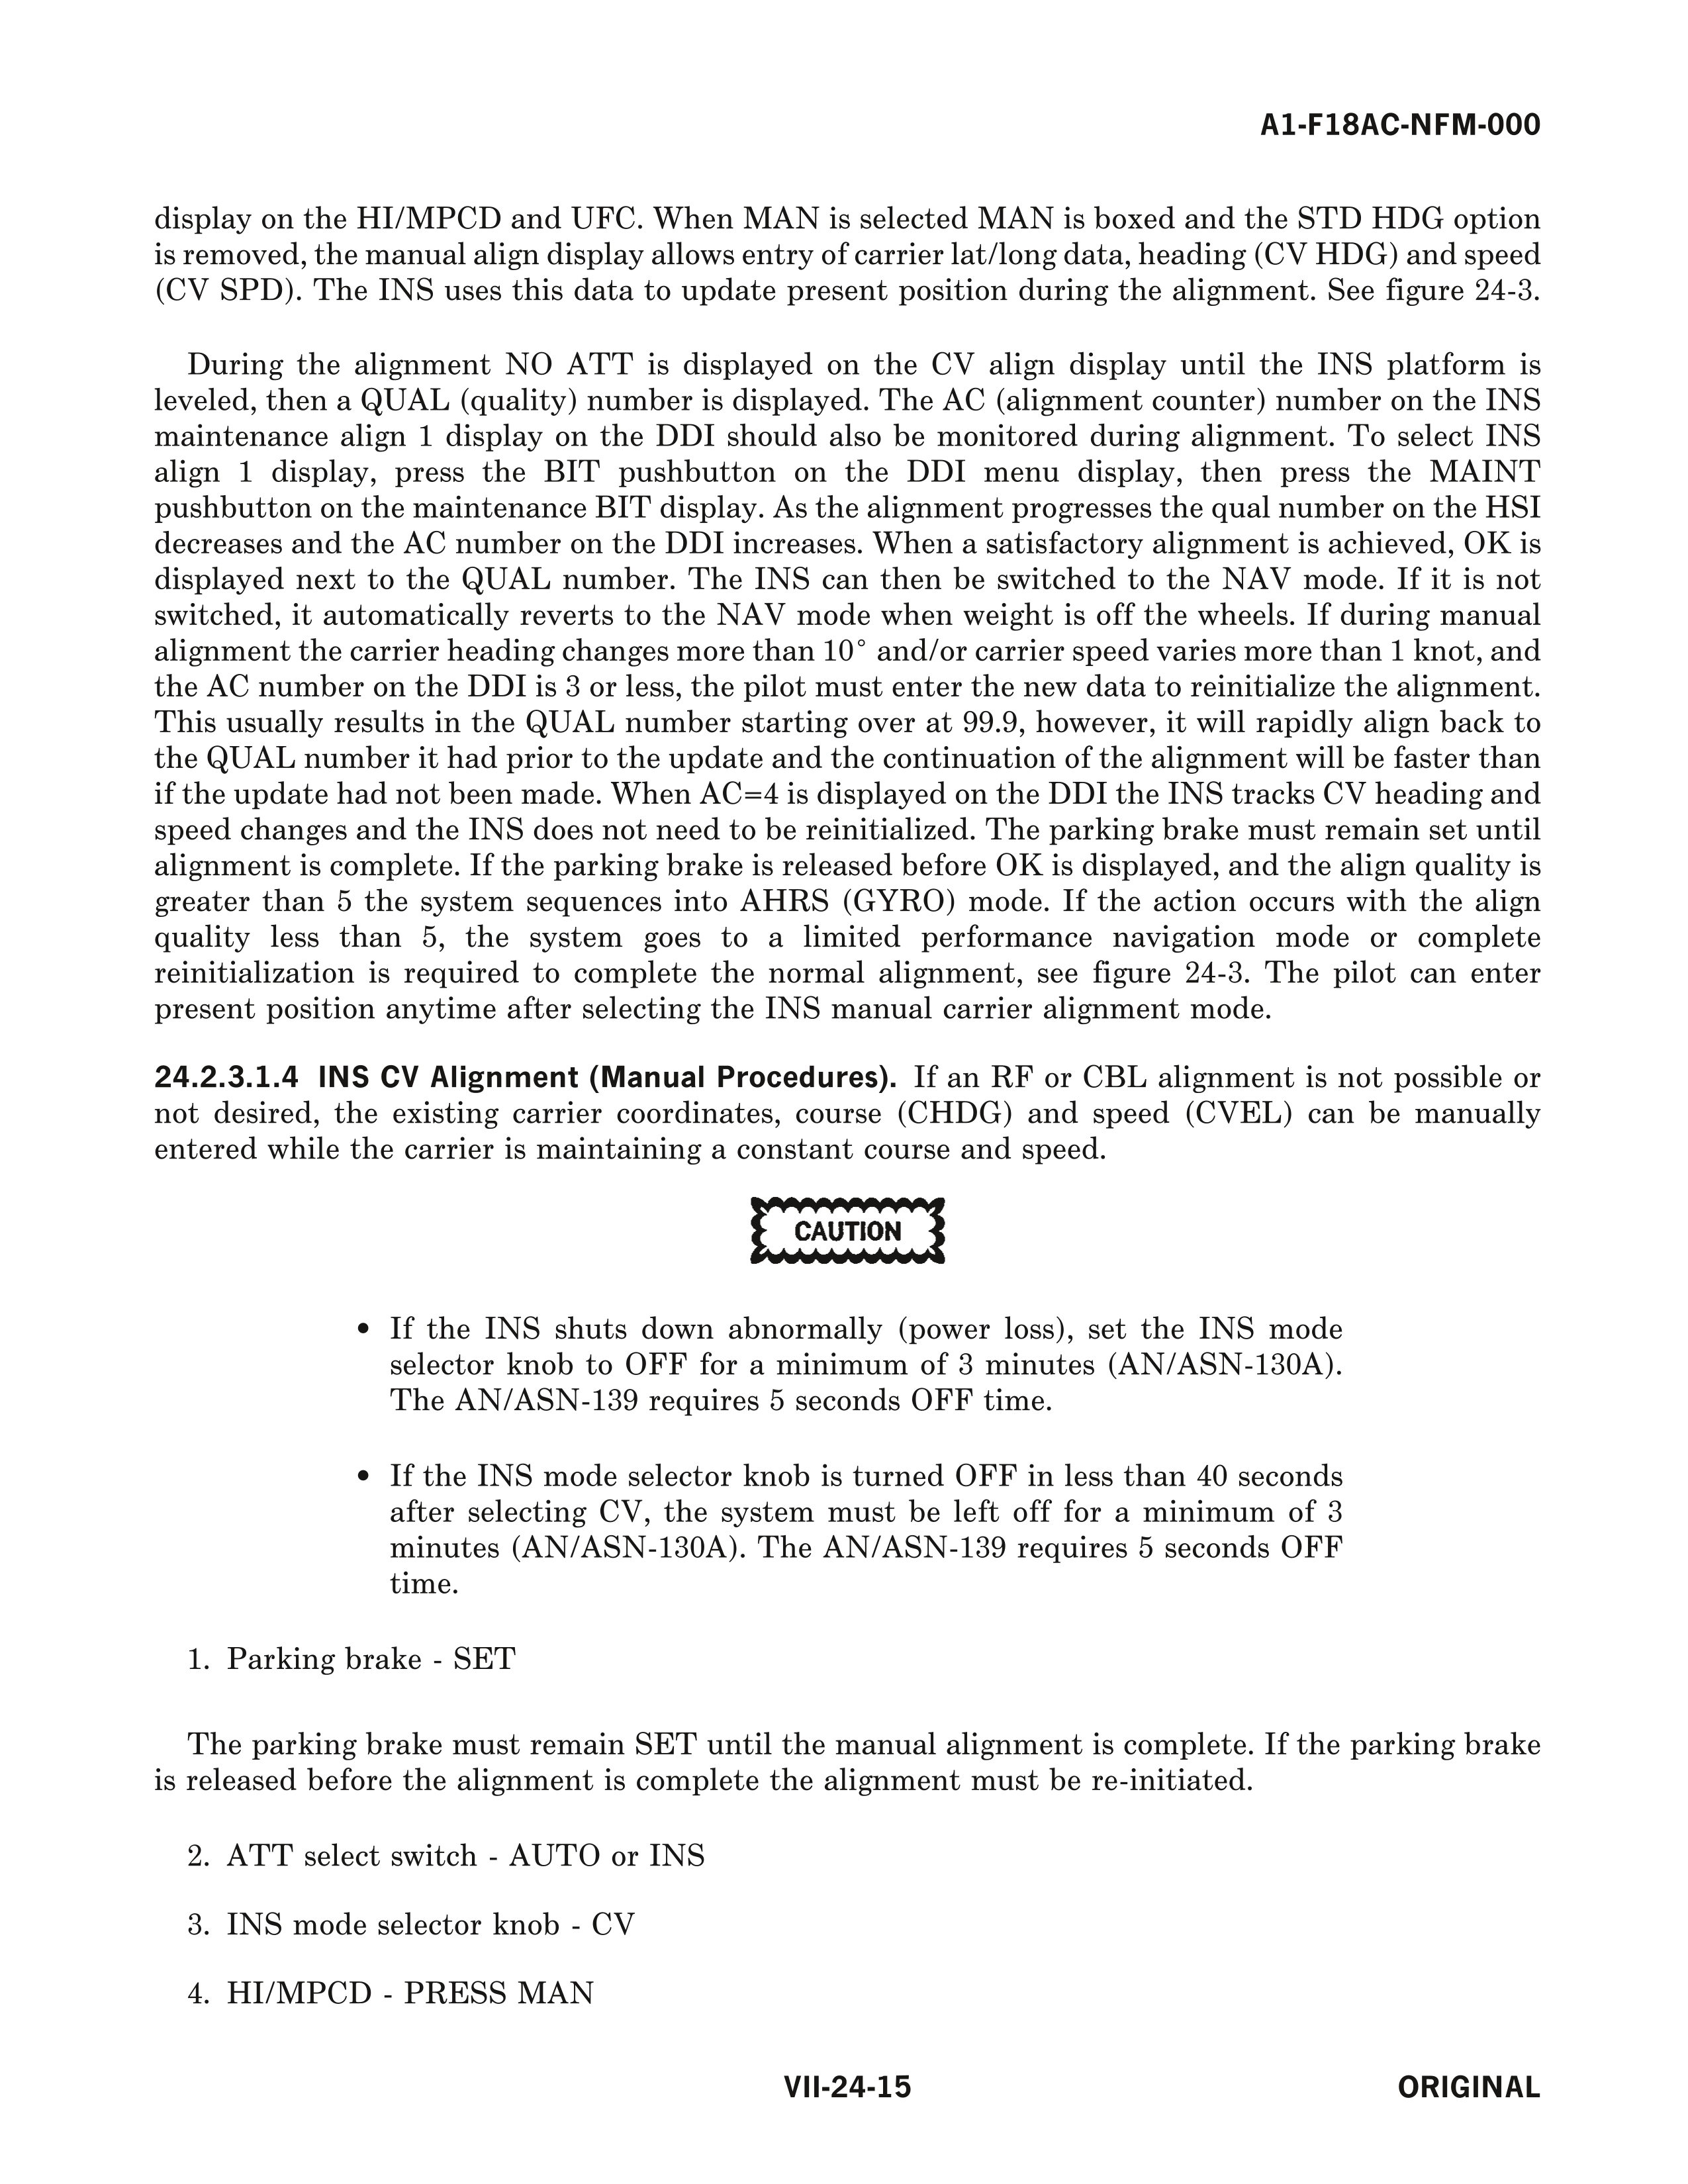 A1-F18AC-NFM-000
display on the HI/MPCD and UFC. When MAN is selected MAN is boxed and the STD HDG option
is removed, the manual align display allows entry of carrier lat/long data, heading (CV HDG) and speed
(CV SPD). The INS uses this data to update present position during the alignment. See figure 24-3.
During the alignment NO ATT is displayed on the CV align display until the INS platform is
leveled, then a QUAL (quality) number is displayed. The AC (alignment counter) number on the INS
maintenance align 1 display on the DDI should also be monitored during alignment. To select INS
align 1 display, press the BIT pushbutton on the DDI menu display, then press the MAINT
pushbutton on the maintenance BIT display. As the alignment progresses the qual number on the HSI
decreases and the AC number on the DDI increases. When a satisfactory alignment is achieved, OK is
displayed next to the QUAL number. The INS can then be switched to the NAV mode. If it is not
switched, it automatically reverts to the NAV mode when weight is off the wheels. If during manual
alignment the carrier heading changes more than 10° and/or carrier speed varies more than 1 knot, and
the AC number on the DDI is 3 or less, the pilot must enter the new data to reinitialize the alignment.
This usually results in the QUAL number starting over at 99.9, however, it will rapidly align back to
the QUAL number it had prior to the update and the continuation of the alignment will be faster than
if the update had not been made. When AC=4 is displayed on the DDI the INS tracks CV heading and
speed changes and the INS does not need to be reinitialized. The parking brake must remain set until
alignment is complete. If the parking brake is released before OK is displayed, and the align quality is
greater than 5 the system sequences into AHRS (GYRO) mode. If the action occurs with the align
quality less than 5, the system goes to a limited performance navigation mode or complete
reinitialization is required to complete the normal alignment, see figure 24-3. The pilot can enter
present position anytime after selecting the INS manual carrier alignment mode.
24.2.3.1.4 INS CV Alignment (Manual Procedures). If an RF or CBL alignment is not possible or
not desired, the existing carrier coordinates, course (CHDG) and speed (CVEL) can be manually
entered while the carrier is maintaining a constant course and speed.
CAUTION
• If the INS shuts down abnormally (power loss), set the INS mode
selector knob to OFF for a minimum of 3 minutes (AN/ASN-130A).
The AN/ASN-139 requires 5 seconds OFF time.
• If the INS mode selector knob is turned OFF in less than 40 seconds
after selecting CV, the system must be left off for a minimum of 3
minutes (AN/ASN-130A). The AN/ASN-139 requires 5 seconds OFF
time.
1. Parking brake - SET
The parking brake must remain SET until the manual alignment is complete. If the parking brake
is released before the alignment is complete the alignment must be re-initiated.
2. ATT select switch - AUTO or INS
3. INS mode selector knob - CV
4. HI/MPCD - PRESS MAN
VII-24-15
ORIGINAL